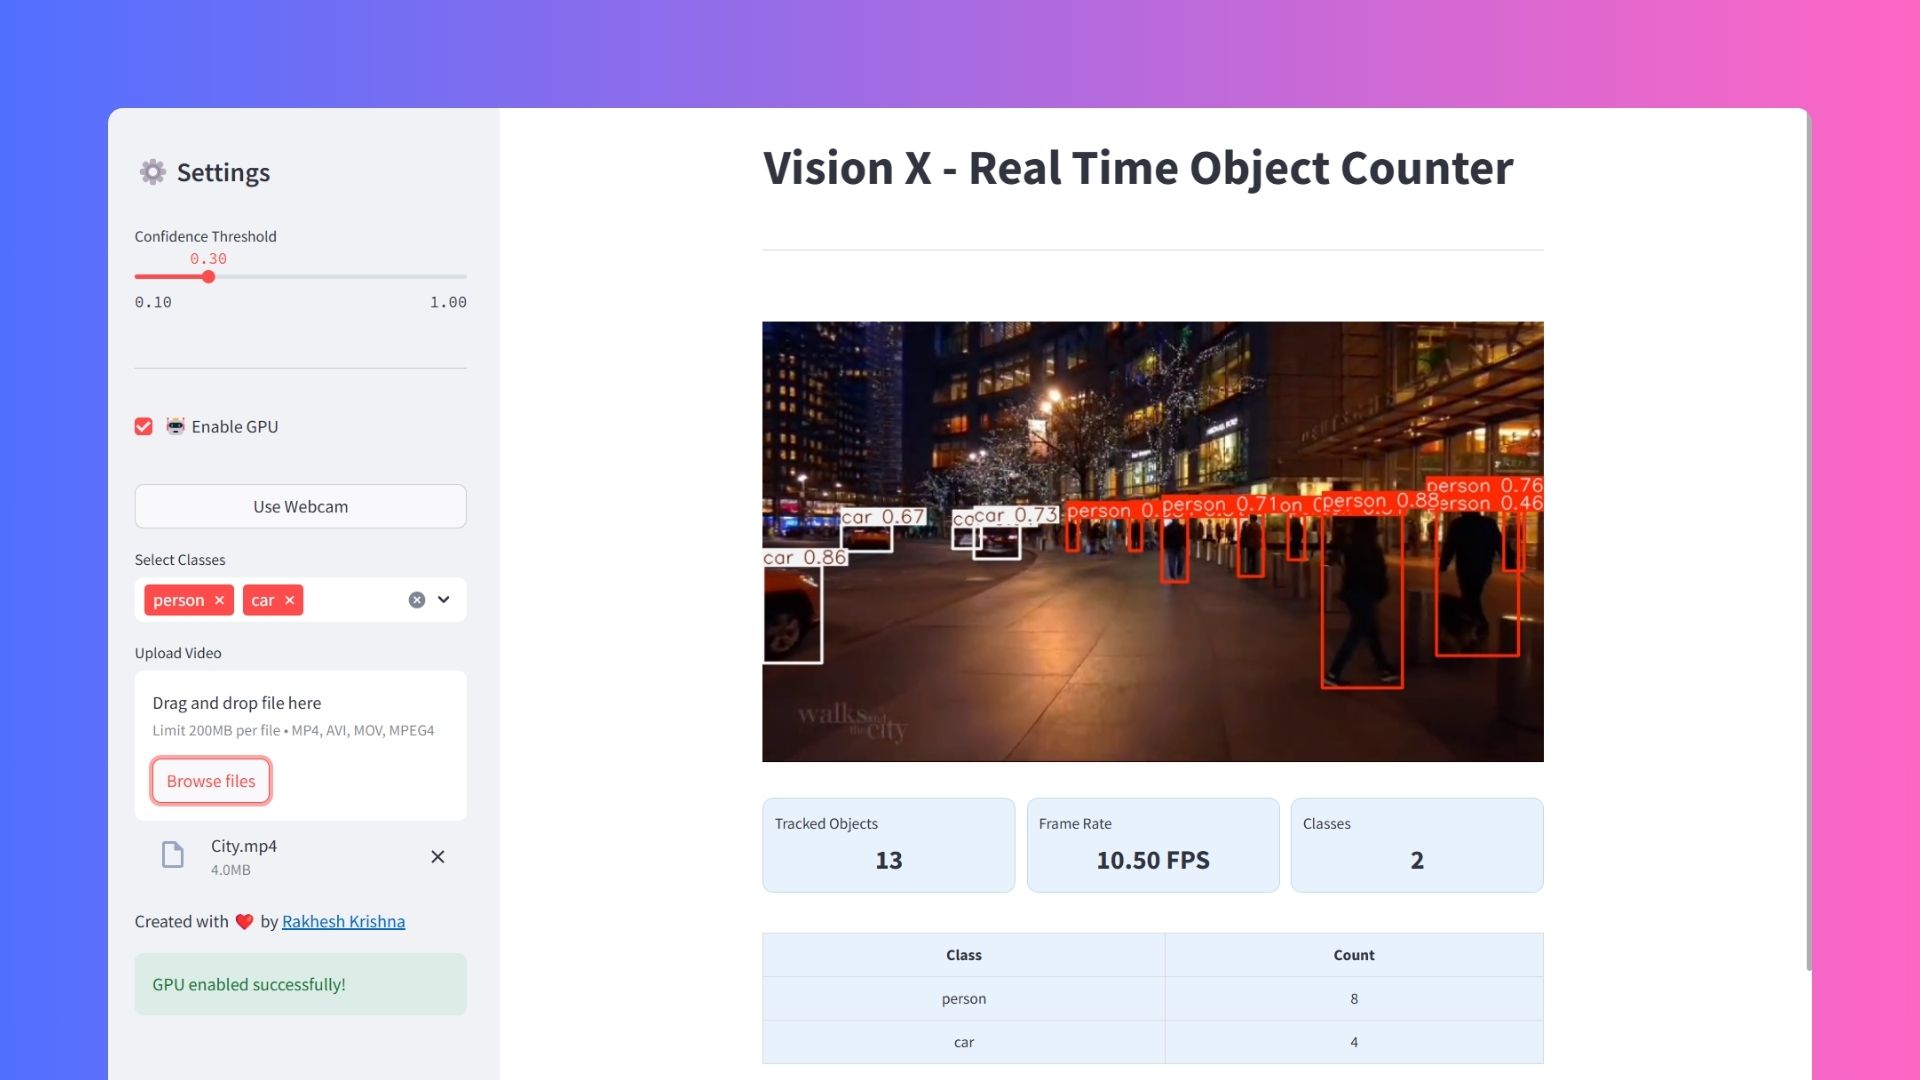 Settings
Confidence Threshold
0.30
0.10 1.00
Enable GPU
Use Webcam
Select Classes
person × car ×
Upload Video
Drag and drop file here
Limit 200MB per file • MP4, AVI, MOV, MPEG4
Browse files
City.mp4
4.0MB
Created with ❤️ by Rakhesh Krishna
GPU enabled successfully!
Vision X - Real Time Object Counter
person 0.76
person 0.88
person 0.71
person 0.
0.46
car 0.67
car 0.73
car 0.86
walks and
the city
Tracked Objects
13
Frame Rate
10.50 FPS
Classes
2
Class Count
person 8
car 4